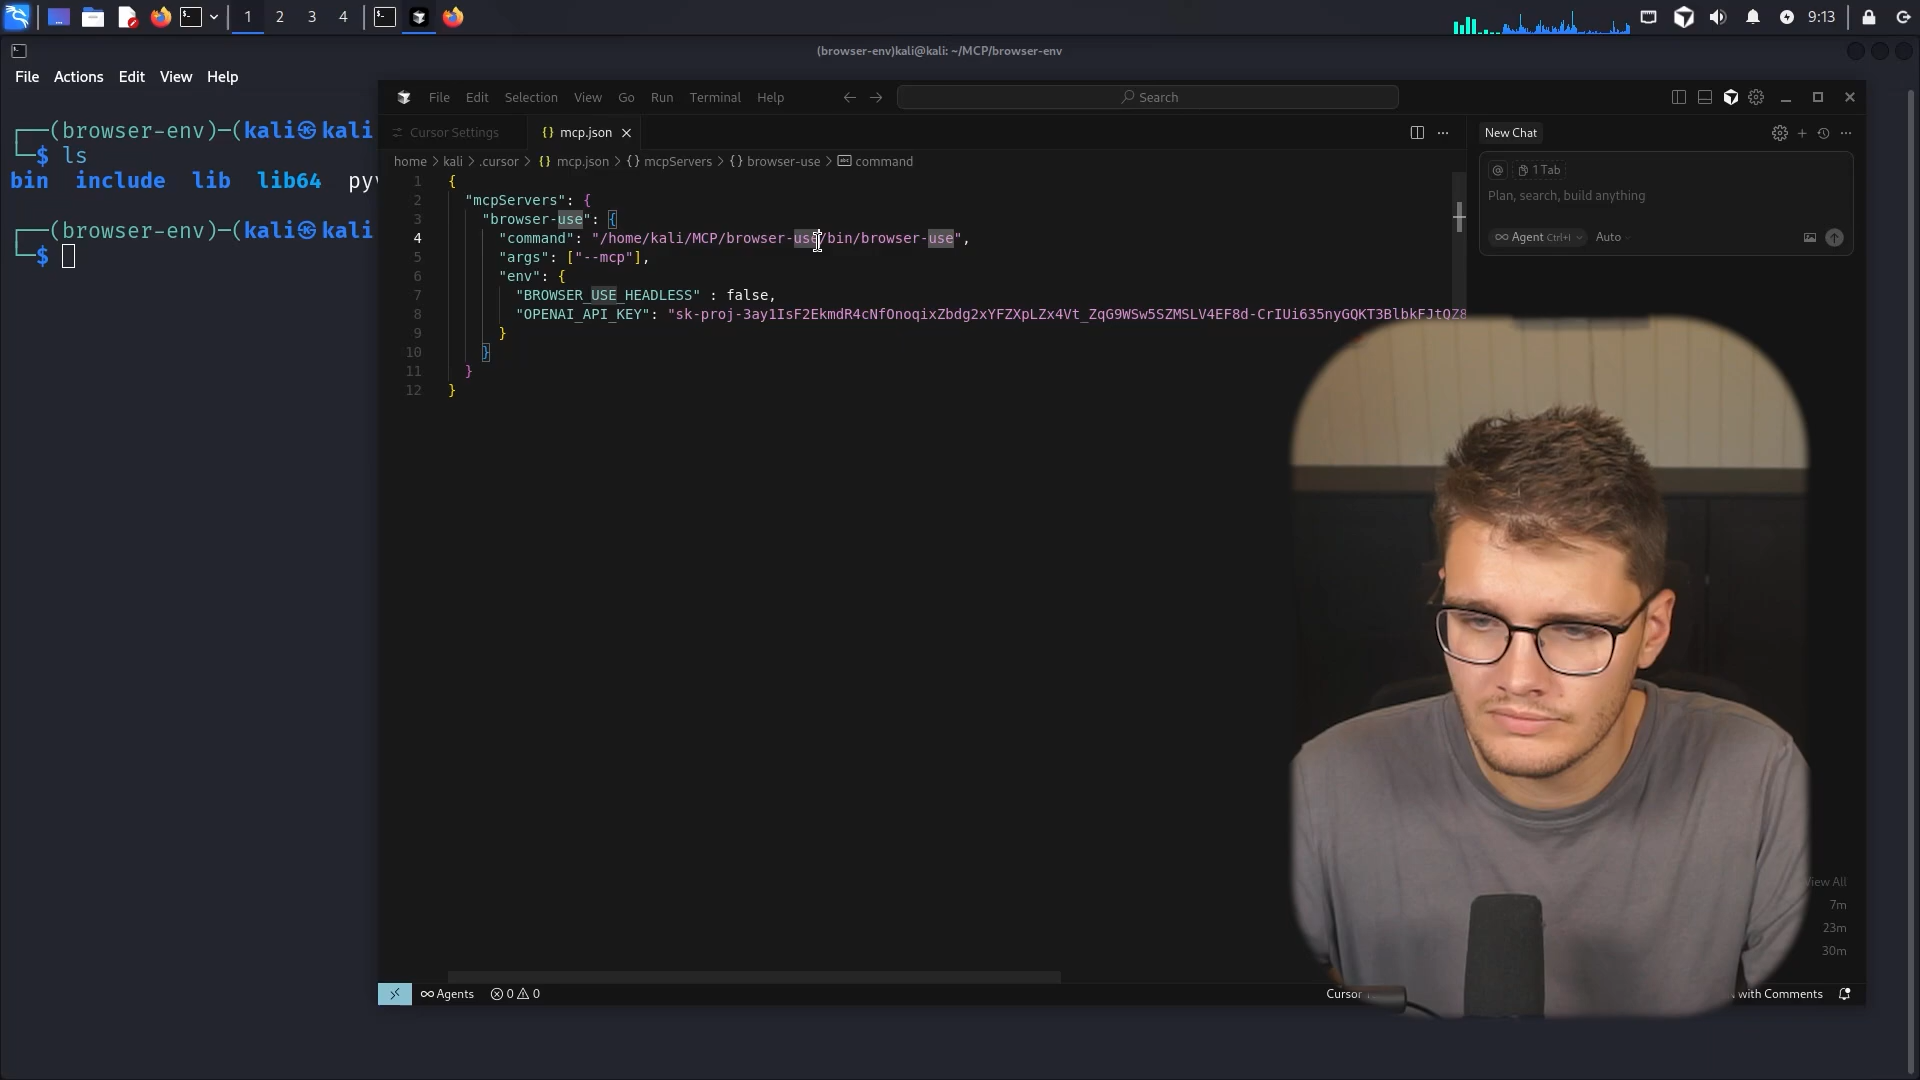 1 2 3 4 9:13
(browser-env)kali@kali: ~/MCP/browser-env
File Actions Edit View Help
┌──(browser-env)─(kali㉿kali
└─$ ls
bin include lib lib64
┌──(browser-env)─(kali㉿kali
└─$
File Edit Selection View Go Run Terminal Help
Search
Cursor Settings
{} mcp.json
home > kali > .cursor > {} mcp.json > {} mcpServers > {} browser-use > command
1 {
2 "mcpServers": {
3 "browser-use": {
4 "command": "/home/kali/MCP/browser-use/bin/browser-use",
5 "args": ["--mcp"],
6 "env": {
7 "BROWSER_USE_HEADLESS" : false,
8 "OPENAI_API_KEY":
9 }
10 }
11 }
12 }
New Chat
@ 1 Tab
Plan, search, build anything
∞ Agent Ctrl+I Auto
View All
7m
23m
30m
∞ Agents 0 0
Cursor
with Comments